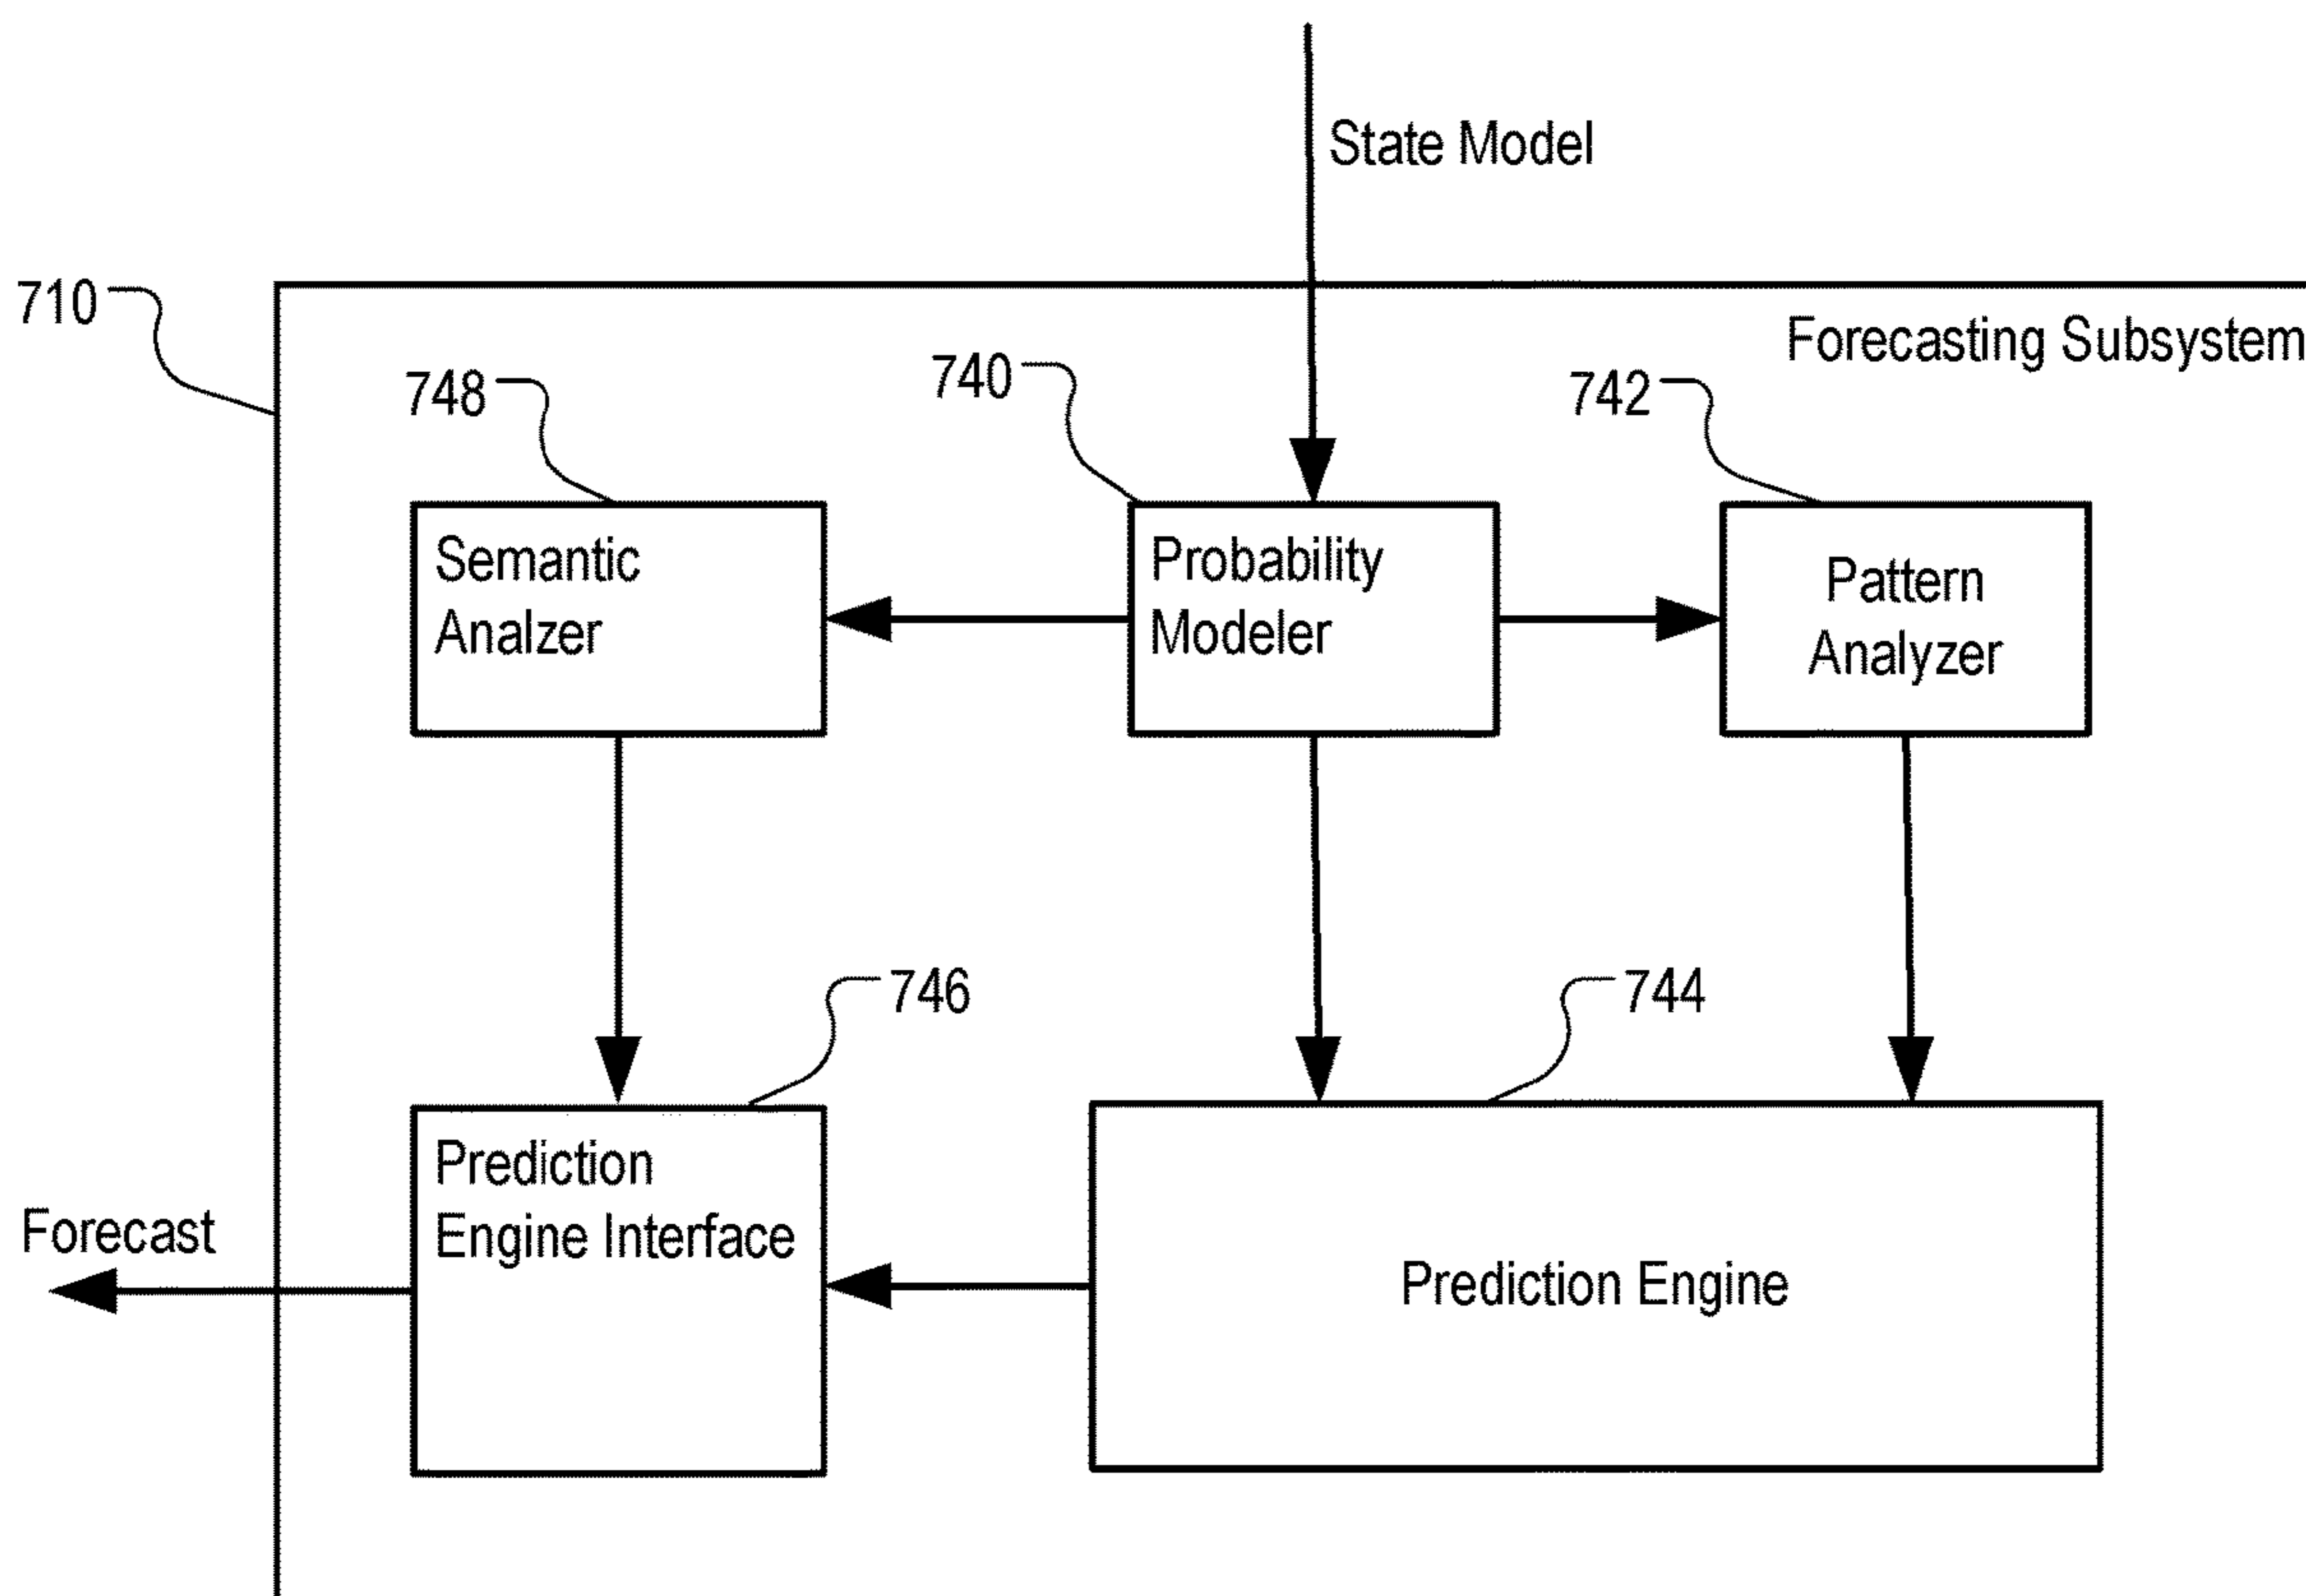 State Model
710
Forecasting Subsystem
748
740
742
Semantic
Analzer
Probability
Modeler
Pattern
Analyzer
746
744
Prediction
Engine Interface
Forecast
Prediction Engine